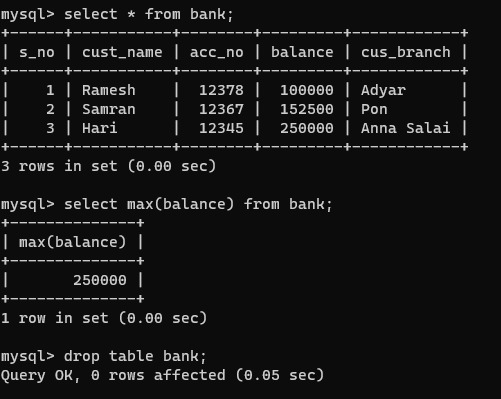 mysql> select * from bank;
+------+-----------+--------+---------+------------+
| s_no | cust_name | acc_no | balance | cus_branch |
+------+-----------+--------+---------+------------+
|    1 | Ramesh    |  12378 |  100000 | Adyar      |
|    2 | Samran    |  12367 |  152500 | Pon        |
|    3 | Hari      |  12345 |  250000 | Anna Salai |
+------+-----------+--------+---------+------------+
3 rows in set (0.00 sec)

mysql> select max(balance) from bank;
+--------------+
| max(balance) |
+--------------+
|       250000 |
+--------------+
1 row in set (0.00 sec)

mysql> drop table bank;
Query OK, 0 rows affected (0.05 sec)